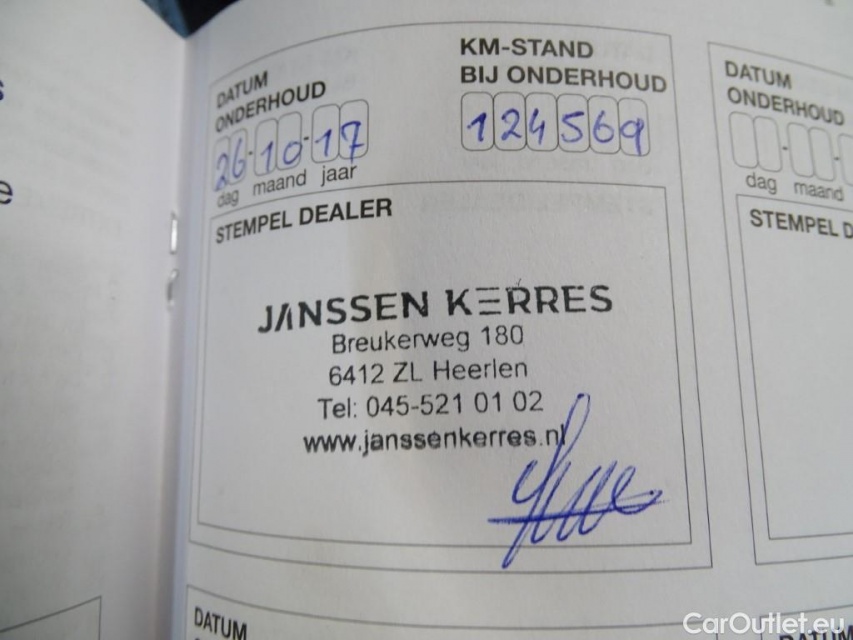 DATUM
ONDERHOUD
26-10-17
dag maand jaar
KM-STAND
BIJ ONDERHOUD
124569
STEMPEL DEALER
JANSSEN KERRES
Breukerweg 180
6412 ZL Heerlen
Tel: 045-521 01 02
www.janssenkerres.nl
DATUM
ONDERHOUD
dag maand
STEMPEL D
DATUM
DATUM
CarOutlet.eu